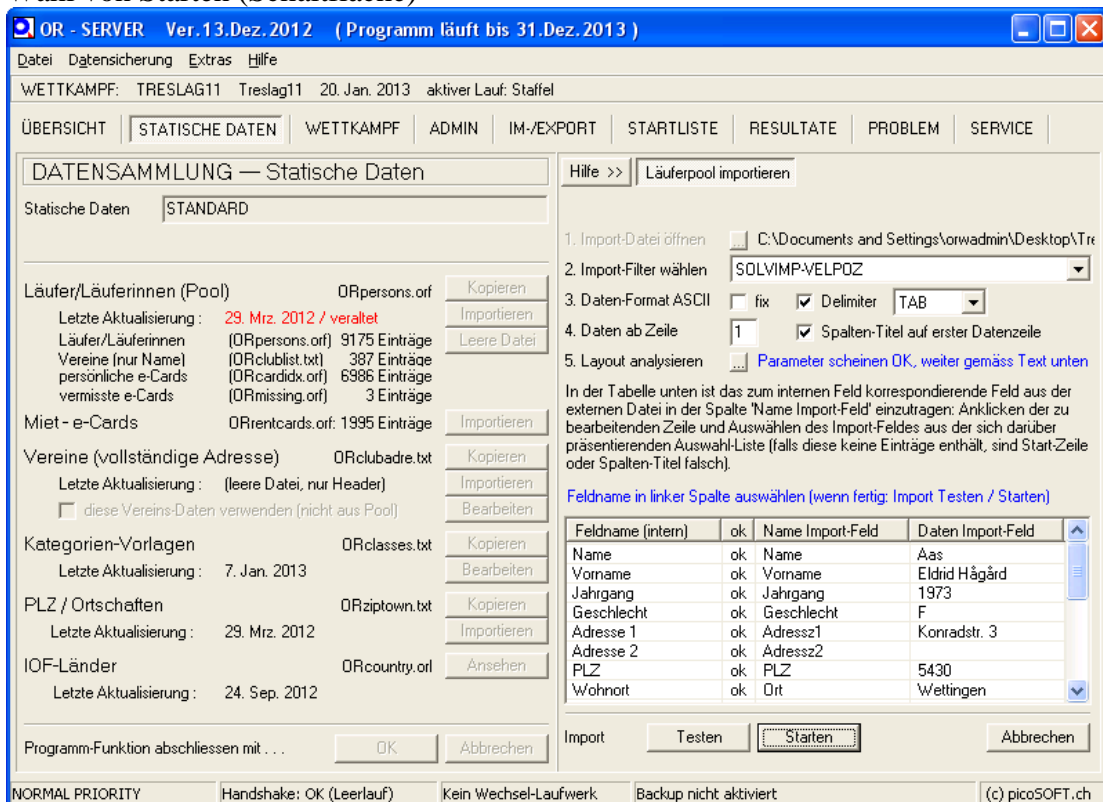 Wahl von Starten (Schaltfläche)
OR - SERVER Ver.13.Dez.2012 ( Programm läuft bis 31.Dez.2013 )
Datei Datensicherung Extras Hilfe
WETTKAMPF: TRESLAG11 Treslag11 20. Jan. 2013 aktiver Lauf: Staffel
ÜBERSICHT STATISCHE DATEN WETTKAMPF ADMIN IM-/EXPORT STARTLISTE RESULTATE PROBLEM SERVICE
DATENSAMMLUNG — Statische Daten
Statische Daten STANDARD
Läufer/Läuferinnen (Pool) ORpersons.orf Kopieren
Letzte Aktualisierung : 29. Mrz. 2012 / veraltet Importieren
Läufer/Läuferinnen (ORpersons.orf) 9175 Einträge Leere Datei
Vereine (nur Name) (ORclublist.txt) 387 Einträge
persönliche e-Cards (ORcardidx.orf) 6986 Einträge
vermisste e-Cards (ORmissing.orf) 3 Einträge
Miet - e-Cards ORrentcards.orf: 1995 Einträge Importieren
Vereine (vollständige Adresse) ORclubadre.txt Kopieren
Letzte Aktualisierung : (leere Datei, nur Header) Importieren
diese Vereins-Daten verwenden (nicht aus Pool) Bearbeiten
Kategorien-Vorlagen ORclasses.txt Kopieren
Letzte Aktualisierung : 7. Jan. 2013 Bearbeiten
PLZ / Ortschaften ORziptown.txt Kopieren
Letzte Aktualisierung : 29. Mrz. 2012 Importieren
IOF-Länder ORcountry.orl Ansehen
Letzte Aktualisierung : 24. Sep. 2012
Programm-Funktion abschliessen mit . . . OK Abbrechen
Hilfe >> Läuferpool importieren
1. Import-Datei öffnen ... C:\Documents and Settings\orwadmin\Desktop\Tre
2. Import-Filter wählen SOLVIMP-VELPOZ
3. Daten-Format ASCII fix Delimiter TAB
4. Daten ab Zeile 1 Spalten-Titel auf erster Datenzeile
5. Layout analysieren ... Parameter scheinen OK, weiter gemäss Text unten
In der Tabelle unten ist das zum internen Feld korrespondierende Feld aus der
externen Datei in der Spalte 'Name Import-Feld' einzutragen: Anklicken der zu
bearbeitenden Zeile und Auswählen des Import-Feldes aus der sich darüber
präsentierenden Auswahl-Liste (falls diese keine Einträge enthält, sind Start-Zeile
oder Spalten-Titel falsch).
Feldname in linker Spalte auswählen (wenn fertig: Import Testen / Starten)
Feldname (intern) ok Name Import-Feld Daten Import-Feld
Name ok Name Aas
Vorname ok Vorname Eldrid Hågård
Jahrgang ok Jahrgang 1973
Geschlecht ok Geschlecht F
Adresse 1 ok Adressz1 Konradstr. 3
Adresse 2 ok Adressz2
PLZ ok PLZ 5430
Wohnort ok Ort Wettingen
Import Testen Starten Abbrechen
NORMAL PRIORITY Handshake: OK (Leerlauf) Kein Wechsel-Laufwerk Backup nicht aktiviert (c) picoSOFT.ch